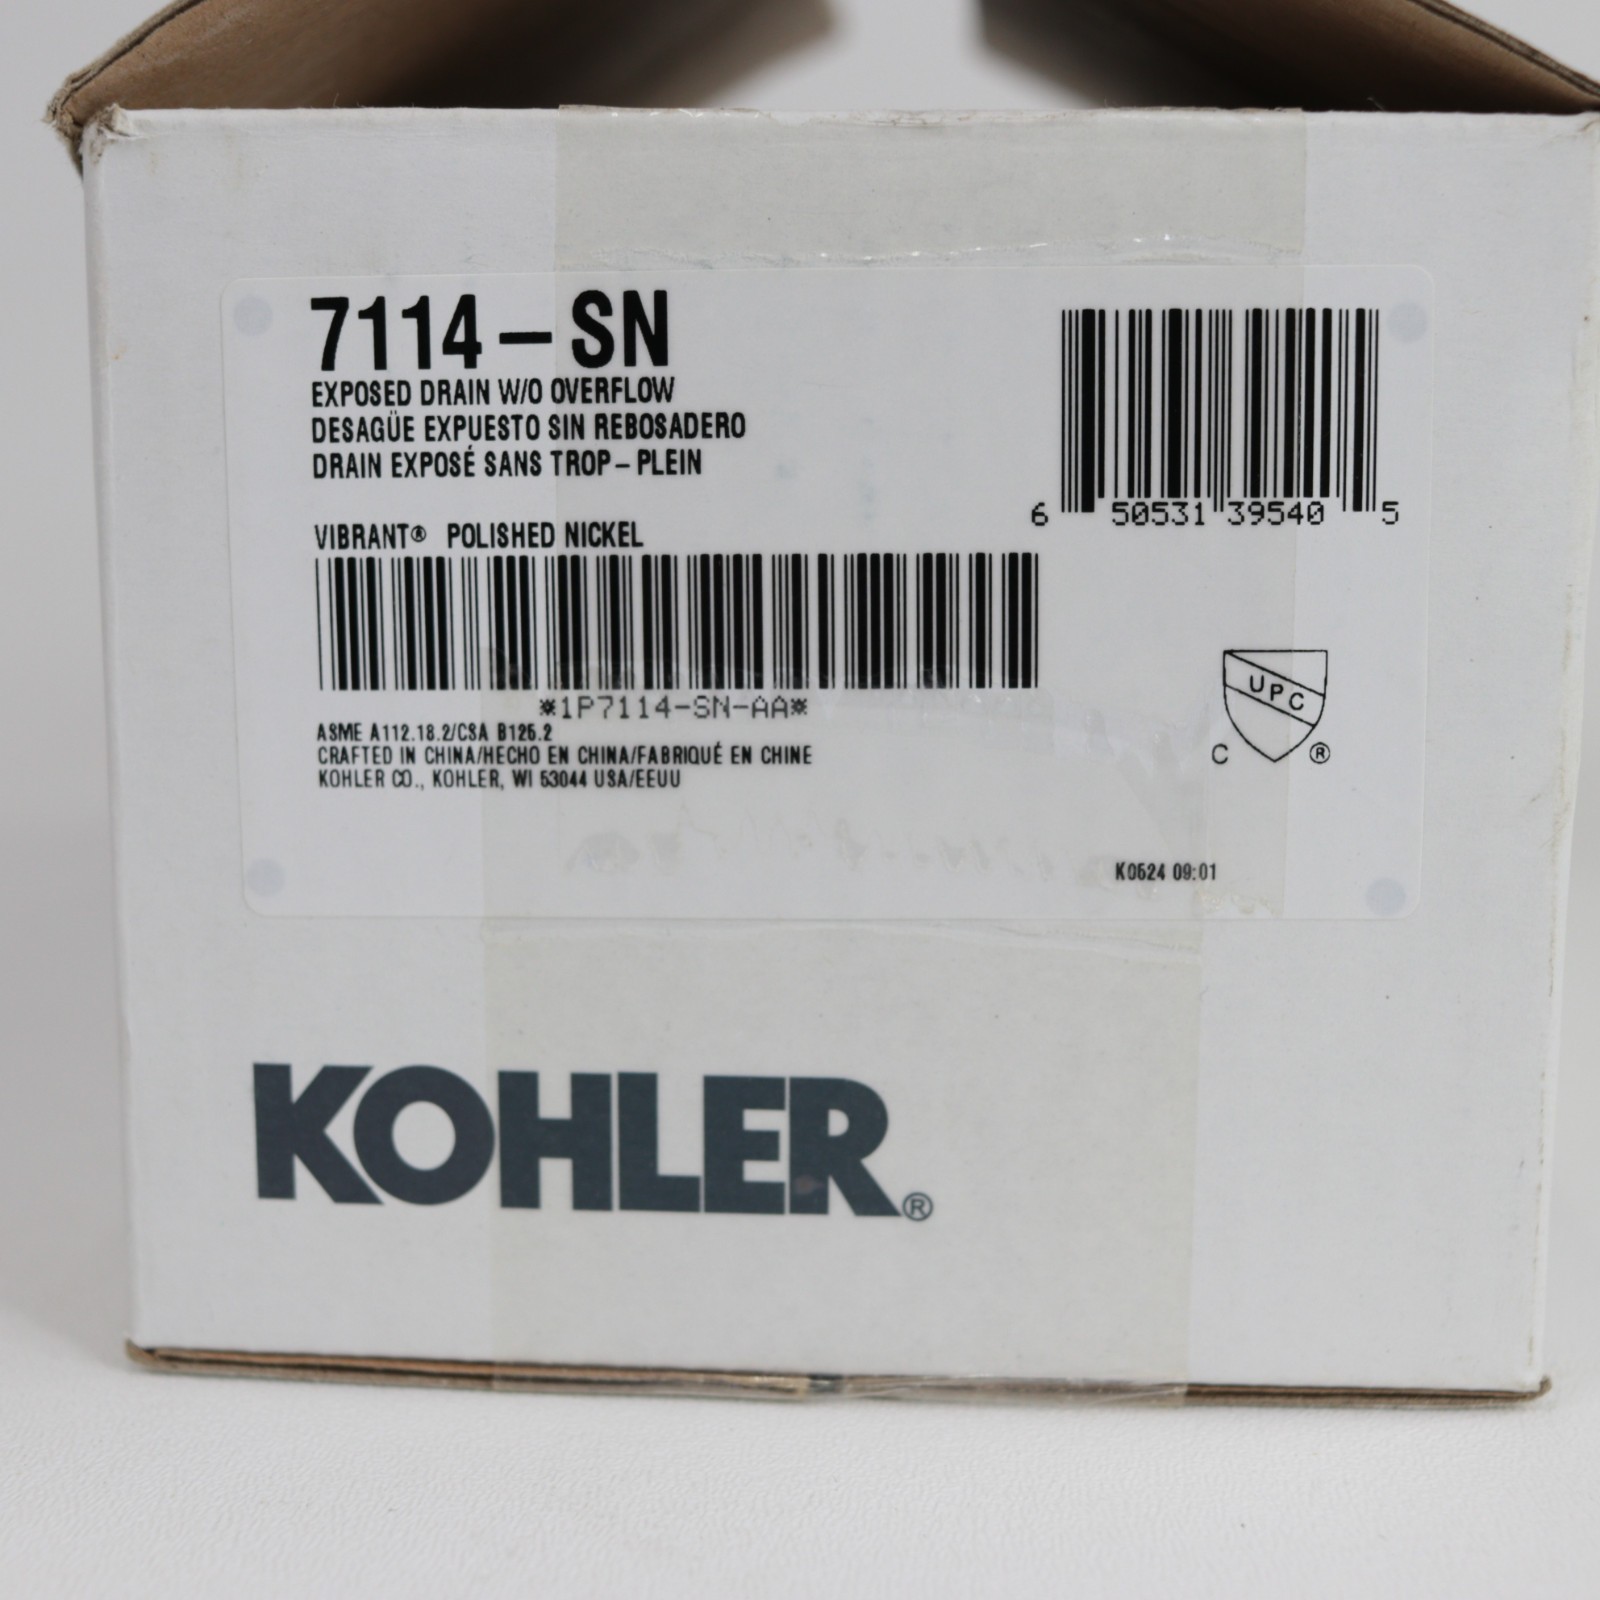 7114-SN
EXPOSED DRAIN W/O OVERFLOW
DESAGÜE EXPUESTO SIN REBOSADERO
DRAIN EXPOSÉ SANS TROP-PLEIN
VIBRANT® POLISHED NICKEL
*1P7114-SN-AA*
ASME A112.18.2/CSA B125.2
CRAFTED IN CHINA/HECHO EN CHINA/FABRIQUÉ EN CHINE
KOHLER CO., KOHLER, WI 53044 USA/EEUU
6 50531 39540 5
UPC
C ®
K0524 09:01
KOHLER®